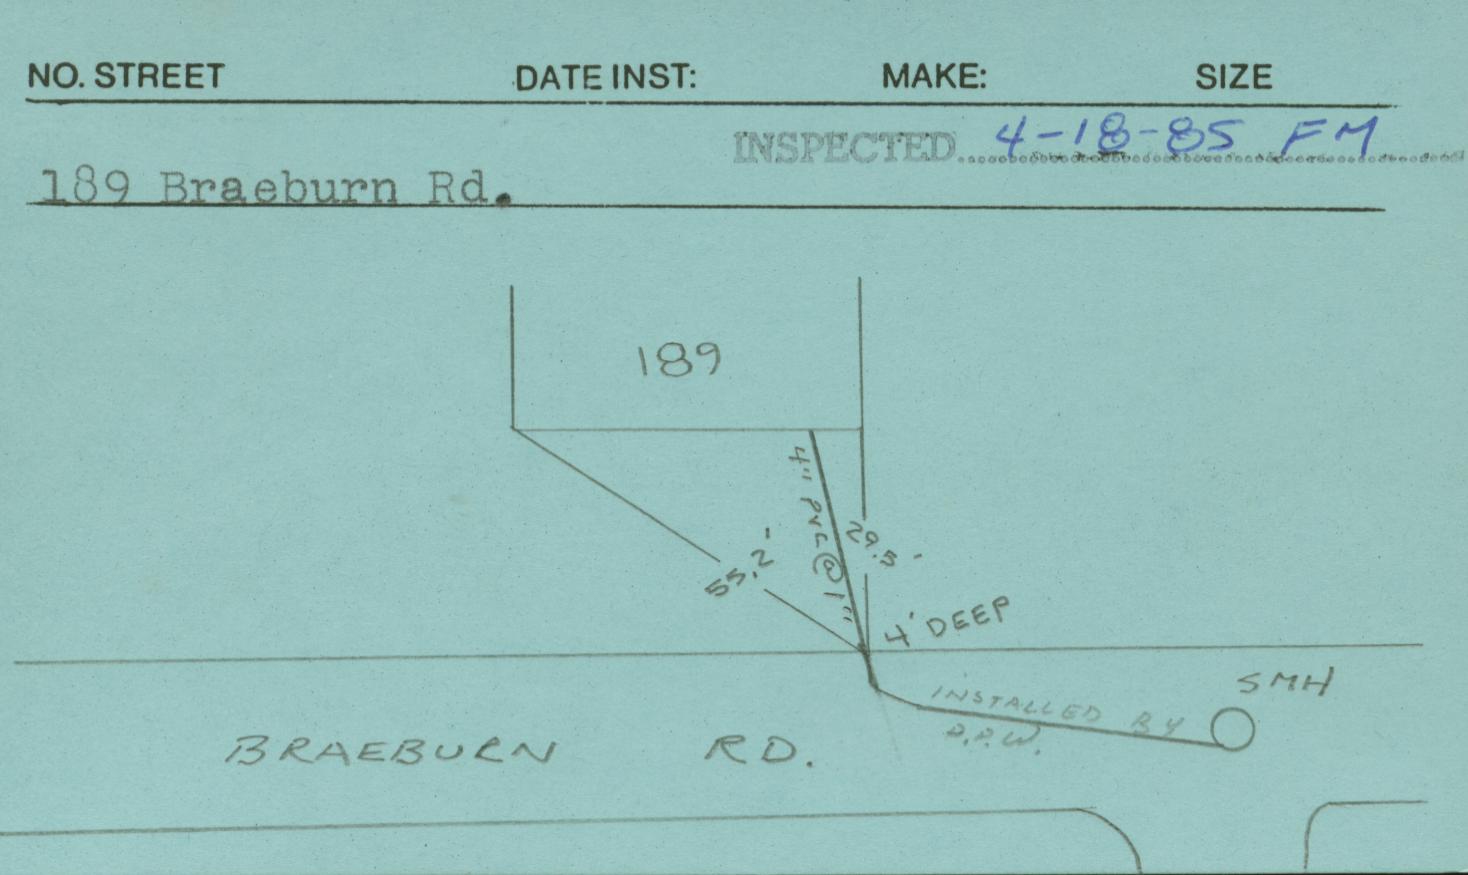 NO. STREET DATE INST: MAKE: SIZE
INSPECTED 4-18-85 FM
189 Braeburn Rd.
189
4" PVC @ 1"
29.5'
55.2'
4' DEEP
SMH
INSTALLED BY
D.P.W.
BRAEBURN RD.